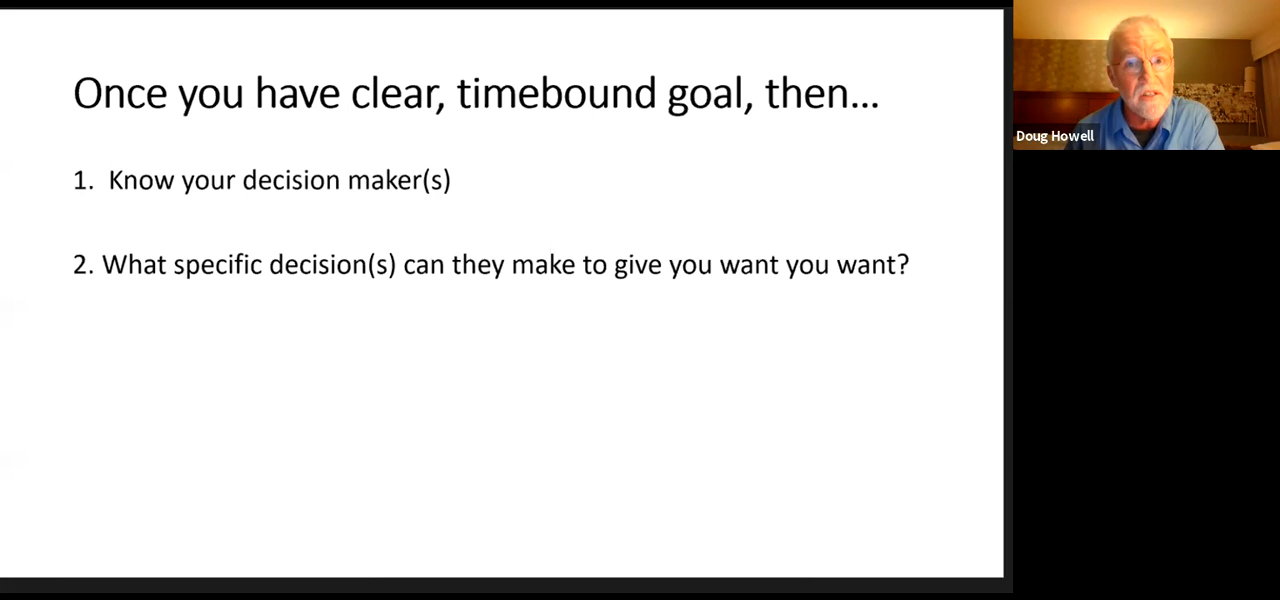 Once you have clear, timebound goal, then...
1. Know your decision maker(s)
2. What specific decision(s) can they make to give you want you want?
Doug Howell